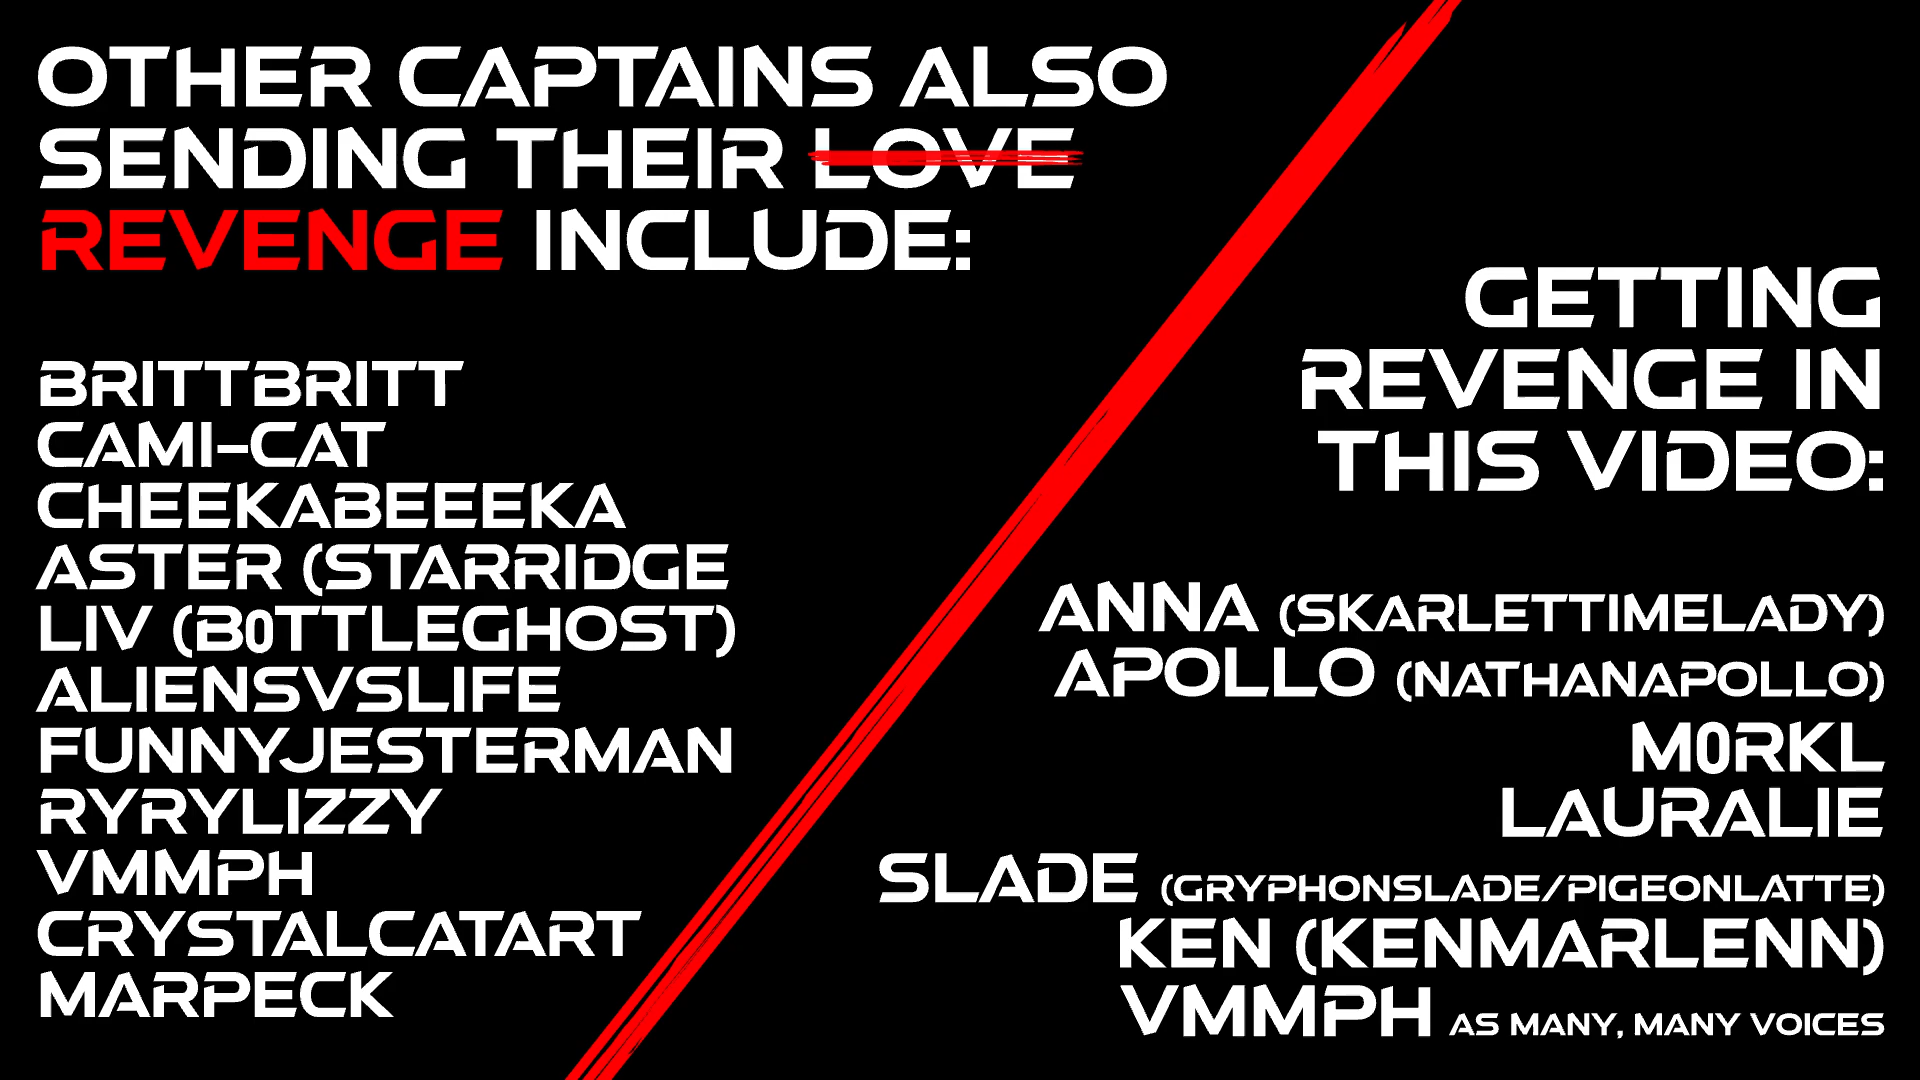 OTHER CAPTAINS ALSO
SENDING THEIR LOVE
REVENGE INCLUDE:
BRITTBRITT
CAMI-CAT
CHEEKABEEEKA
ASTER (STARRIDGE
LIV (B0TTLEGHOST)
ALIENSVSLIFE
FUNNYJESTERMAN
RYRYLIZZY
VMMPH
CRYSTALCATART
MARPECK
GETTING
REVENGE IN
THIS VIDEO:
ANNA (SKARLETTIMELADY)
APOLLO (NATHANAPOLLO)
M0RKL
LAURALIE
SLADE (GRYPHONSLADE/PIGEONLATTE)
KEN (KENMARLENN)
VMMPH AS MANY, MANY VOICES